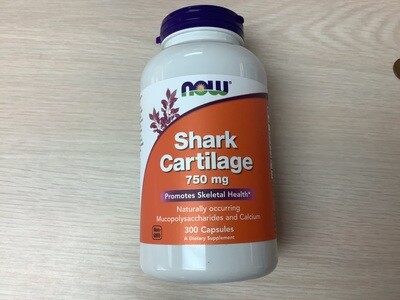 NOW
Shark
Cartilage
750 mg
Promotes Skeletal Health*
Naturally occurring
Mucopolysaccharides and Calcium
300 Capsules
A Dietary Supplement